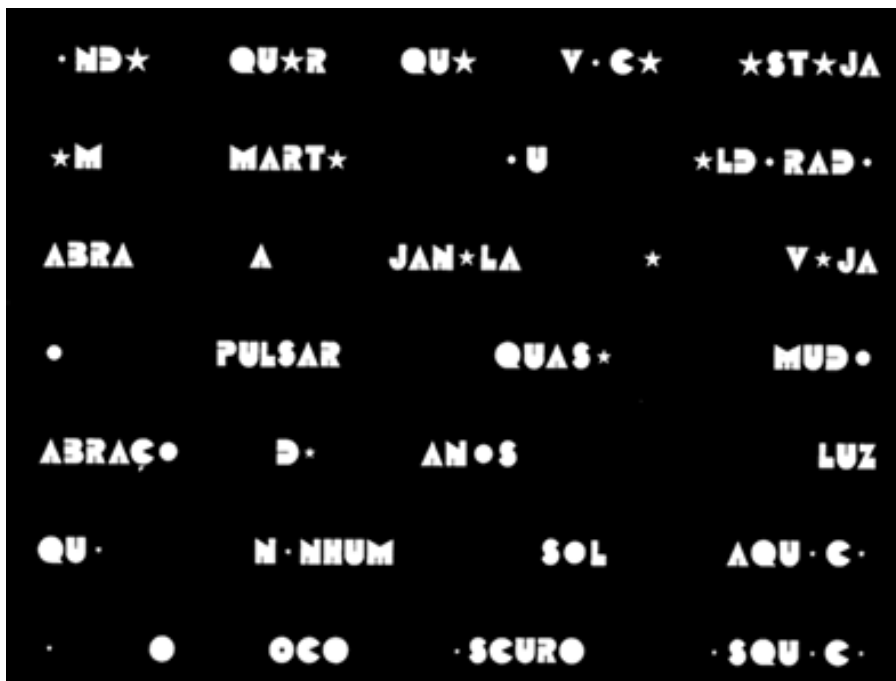 ·ND★ QU★R QU★ V·C★ ★ST★JA
★M MART★ ·U ★LD·RAD·
ABRA A JAN★LA ★ V★JA
● PULSAR QUAS★ MUD●
ABRAÇ● D★ AN●S LUZ
QU· N·NHUM S●L AQU·C·
· ● OCO ·SCURO ·SQU·C·